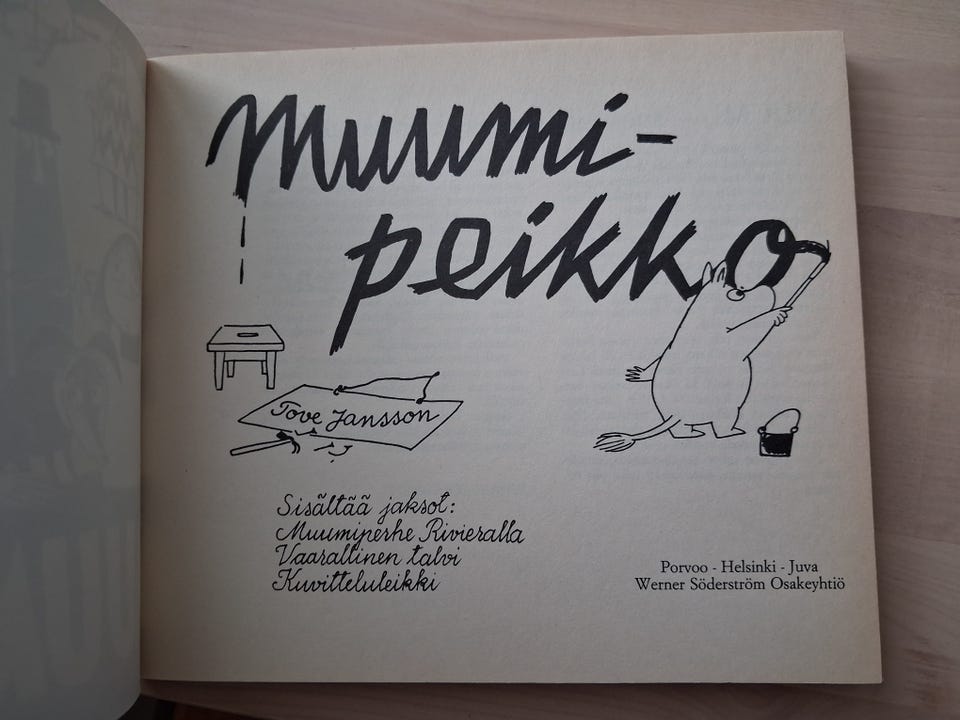 Muumi-
peikko
Tove Jansson
Sisältää jaksot:
Muumiperhe Rivieralla
Vaarallinen talvi
Kuvitteluleikki
Porvoo - Helsinki - Juva
Werner Söderström Osakeyhtiö